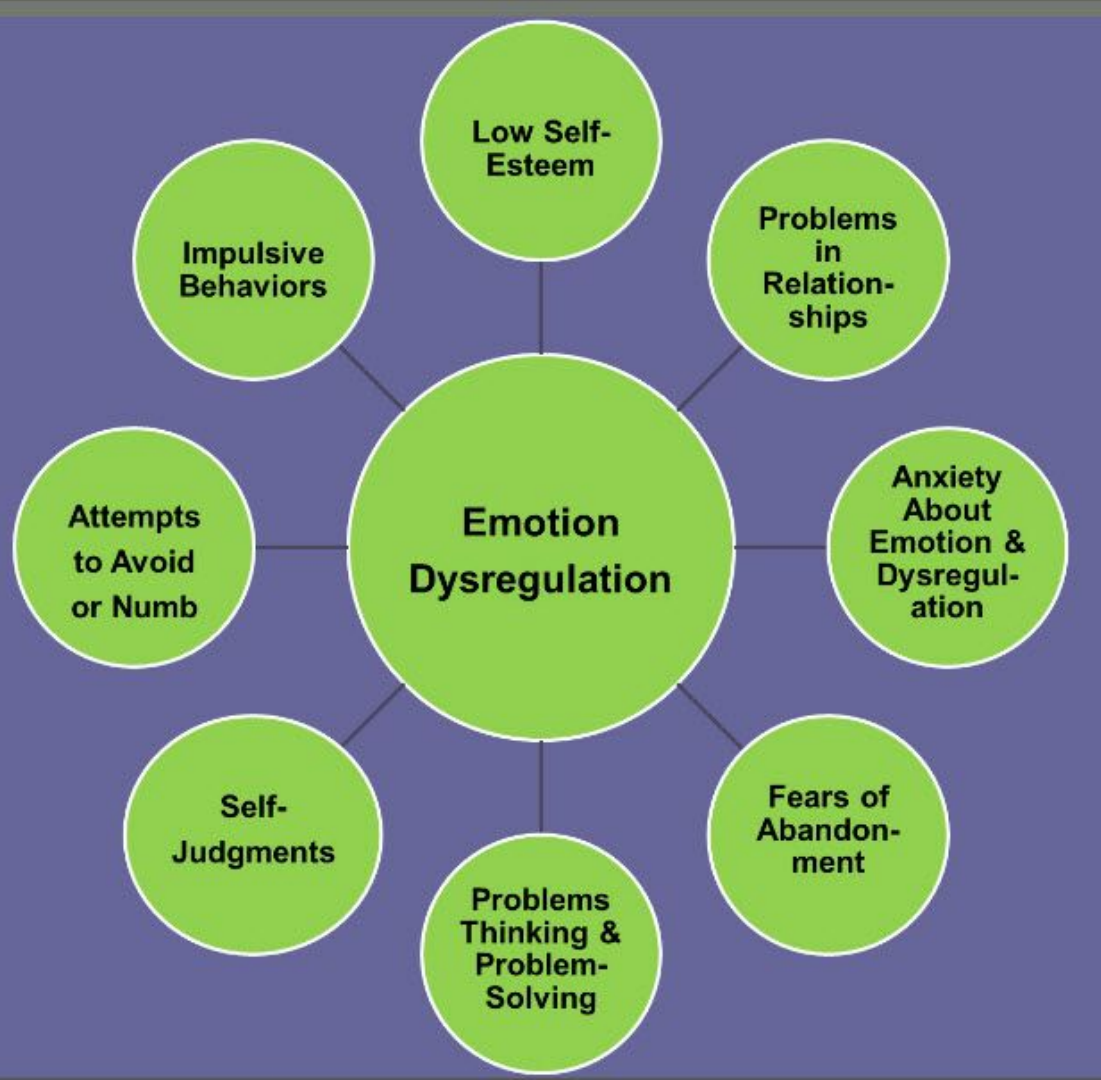 Low Self-
Esteem
Problems
in
Relation-
ships
Anxiety
About
Emotion &
Dysregul-
ation
Fears of
Abandon-
ment
Problems
Thinking &
Problem-
Solving
Self-
Judgments
Attempts
to Avoid
or Numb
Impulsive
Behaviors
Emotion
Dysregulation